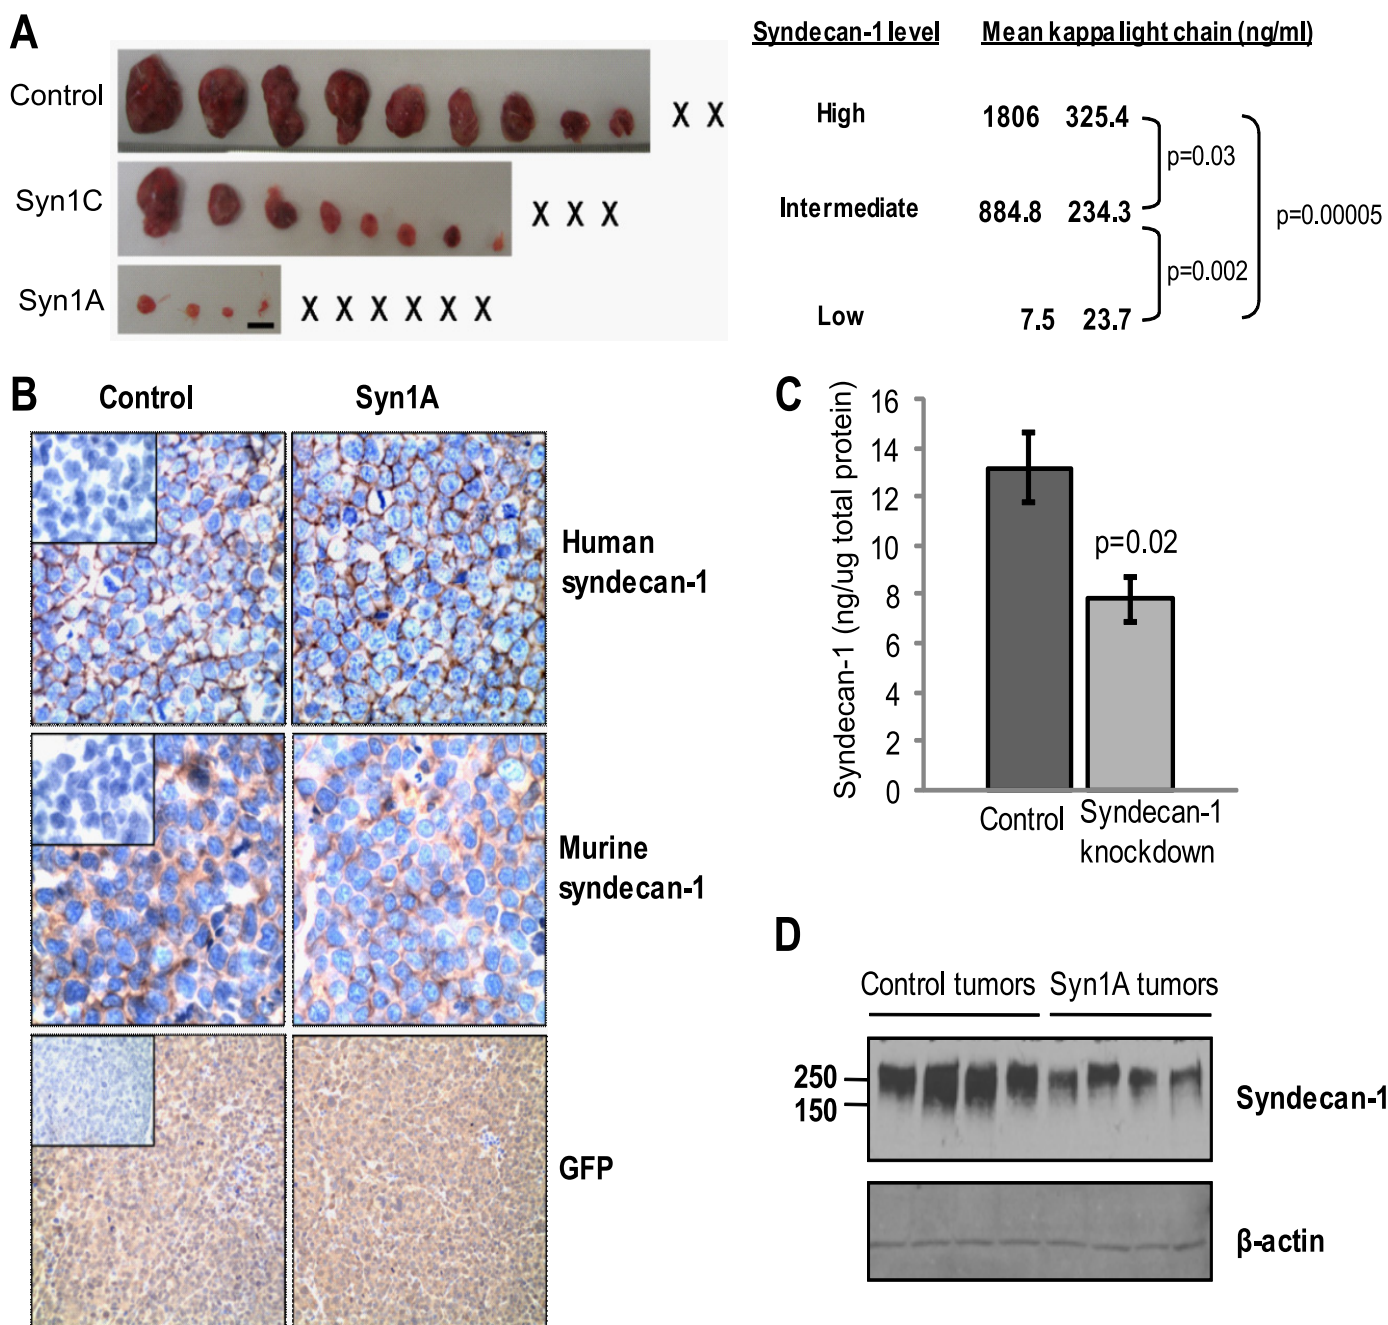 A
Control
X X
Syn1C
X X X
Syn1A
X X X X X X
Syndecan-1 level Mean kappa light chain (ng/ml)
High 1806 325.4
p=0.03
Intermediate 884.8 234.3
p=0.00005
p=0.002
Low 7.5 23.7
B
Control Syn1A
Human
syndecan-1
Murine
syndecan-1
GFP
C
Syndecan-1 (ng/ug total protein)
16
14
12
10
8
6
4
2
0
p=0.02
Control
Syndecan-1
knockdown
D
Control tumors Syn1A tumors
250
150
Syndecan-1
β-actin